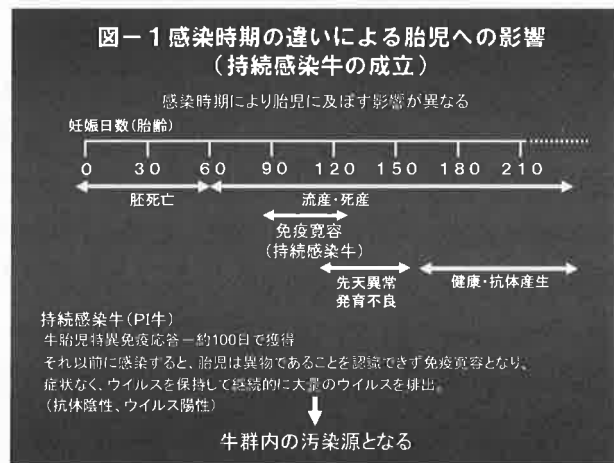 図－１感染時期の違いによる胎児への影響
（持続感染牛の成立）
感染時期により胎児に及ぼす影響が異なる
妊娠日数（胎齢）
0 30 60 90 120 150 180 210
胚死亡
流産・死産
免疫寛容
（持続感染牛）
先天異常
発育不良
健康・抗体産生
持続感染牛（PI牛）
牛胎児特異免疫応答－約100日で獲得
それ以前に感染すると、胎児は異物であることを認識できず免疫寛容となり、
症状なく、ウイルスを保持して継続的に大量のウイルスを排出。
（抗体陰性、ウイルス陽性）
牛群内の汚染源となる